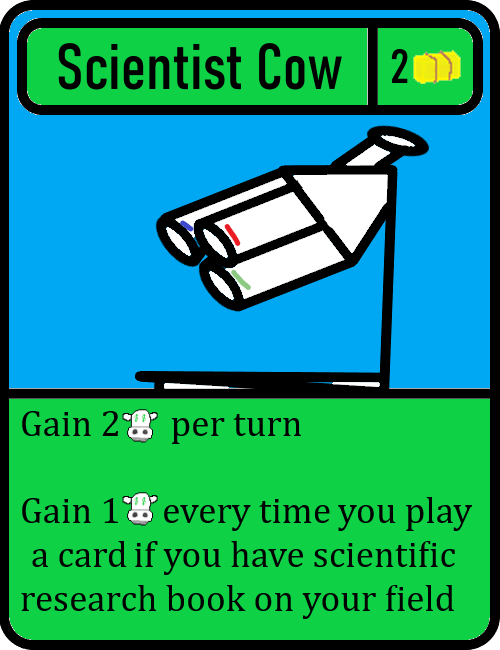 Scientist Cow 2
Gain 2 per turn
Gain 1 every time you play
a card if you have scientific
research book on your field